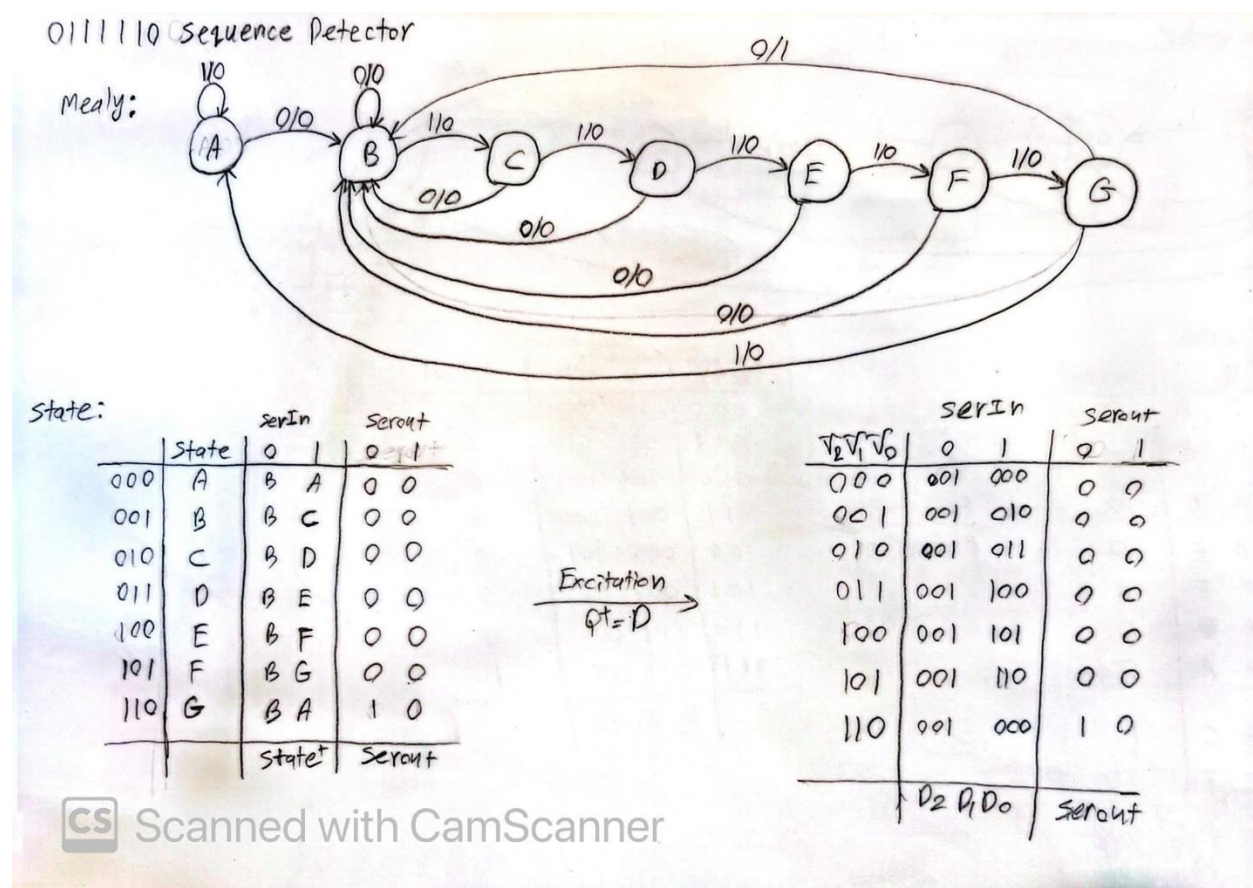 0111110 Sequence Detector
Mealy:
1/0
0/0
0/0
1/0
1/0
1/0
1/0
1/0
0/1
A
B
C
D
E
F
G
0/0
0/0
0/0
0/0
1/0
State:
serIn serout
State 0 1 0 1
000 A B A 0 0
001 B B C 0 0
010 C B D 0 0
011 D B E 0 0
100 E B F 0 0
101 F B G 0 0
110 G B A 1 0
State+ Serout
Excitation
Q+=D
serIn serout
V2V1V0 0 1 0 1
000 001 000 0 0
001 001 010 0 0
010 001 011 0 0
011 001 100 0 0
100 001 101 0 0
101 001 110 0 0
110 001 000 1 0
D2 D1D0 serout
CS Scanned with CamScanner